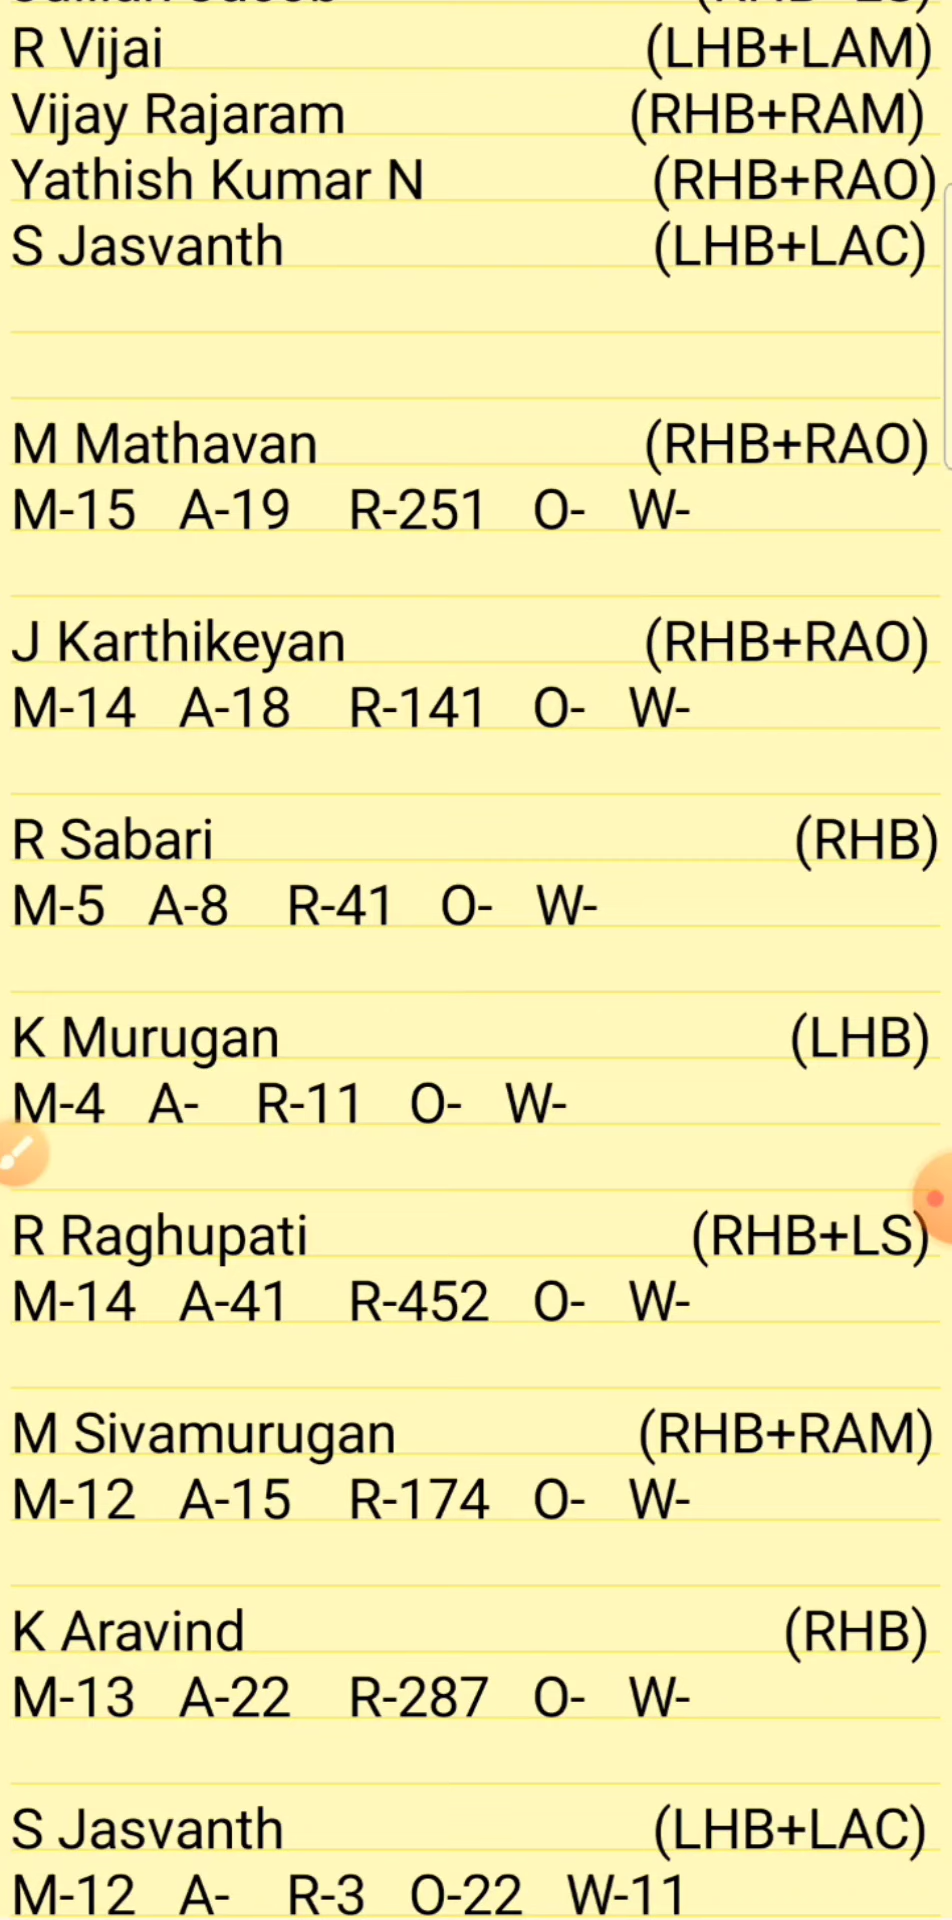 R Vijai (LHB+LAM)
Vijay Rajaram (RHB+RAM)
Yathish Kumar N (RHB+RAO)
S Jasvanth (LHB+LAC)
M Mathavan (RHB+RAO)
M-15 A-19 R-251 O- W-
J Karthikeyan (RHB+RAO)
M-14 A-18 R-141 O- W-
R Sabari (RHB)
M-5 A-8 R-41 O- W-
K Murugan (LHB)
M-4 A- R-11 O- W-
R Raghupati (RHB+LS)
M-14 A-41 R-452 O- W-
M Sivamurugan (RHB+RAM)
M-12 A-15 R-174 O- W-
K Aravind (RHB)
M-13 A-22 R-287 O- W-
S Jasvanth (LHB+LAC)
M-12 A- R-3 O-22 W-11